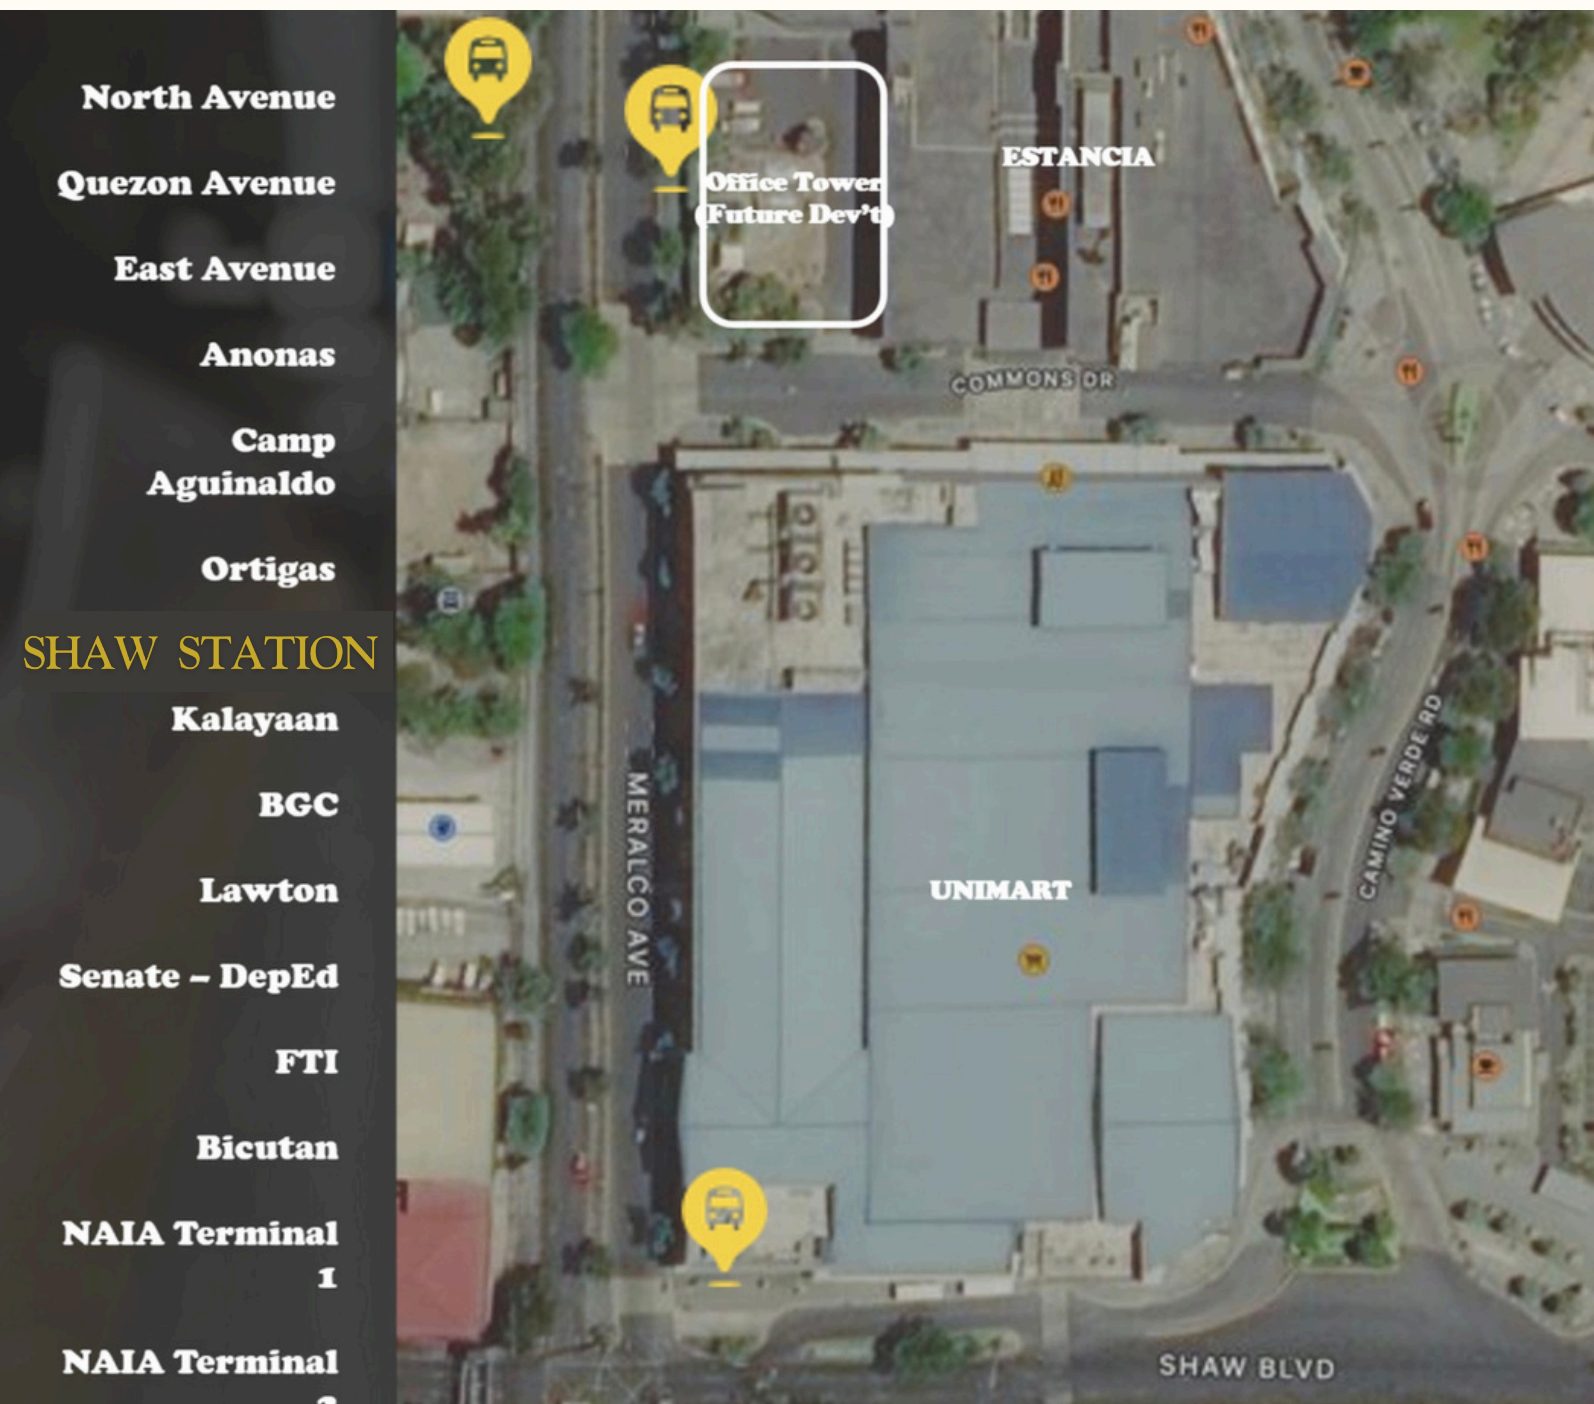 North Avenue
Quezon Avenue
East Avenue
Anonas
Camp
Aguinaldo
Ortigas
SHAW STATION
Kalayaan
BGC
Lawton
Senate – DepEd
FTI
Bicutan
NAIA Terminal
1
NAIA Terminal
ESTANCIA
Office Tower
(Future Dev't)
COMMONS DR
MERALCO AVE
CAMINO VERDE RD
UNIMART
SHAW BLVD